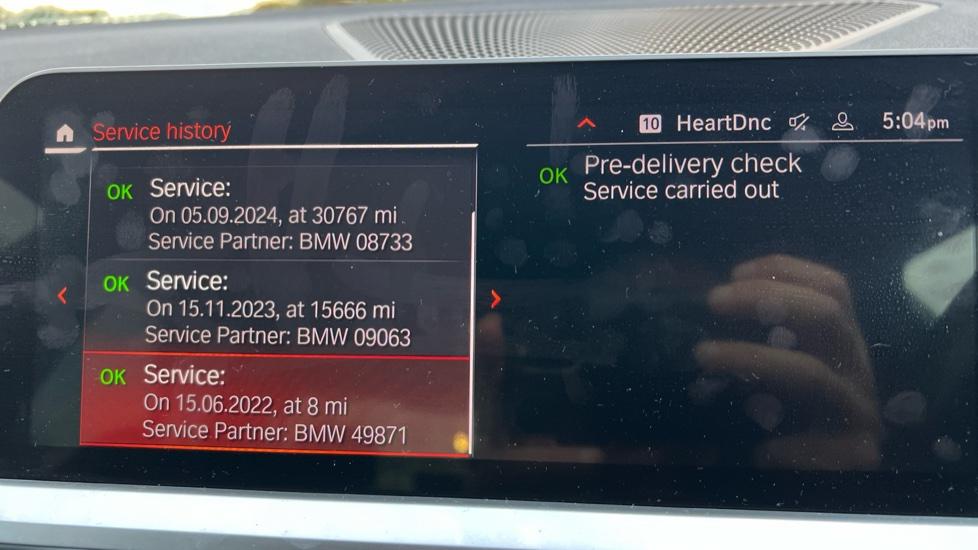 Service history
10 HeartDnc 5:04pm
OK Service:
On 05.09.2024, at 30767 mi
Service Partner: BMW 08733
OK Service:
On 15.11.2023, at 15666 mi
Service Partner: BMW 09063
OK Service:
On 15.06.2022, at 8 mi
Service Partner: BMW 49871
OK Pre-delivery check
Service carried out